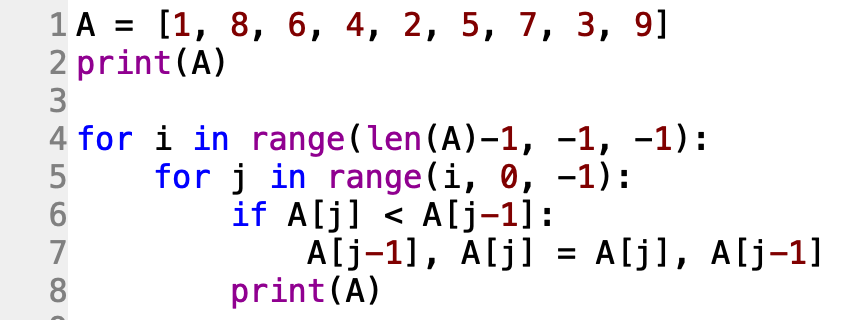 1 A = [1, 8, 6, 4, 2, 5, 7, 3, 9]
2 print(A)
3
4 for i in range(len(A)-1, -1, -1):
5     for j in range(i, 0, -1):
6         if A[j] < A[j-1]:
7             A[j-1], A[j] = A[j], A[j-1]
8         print(A)